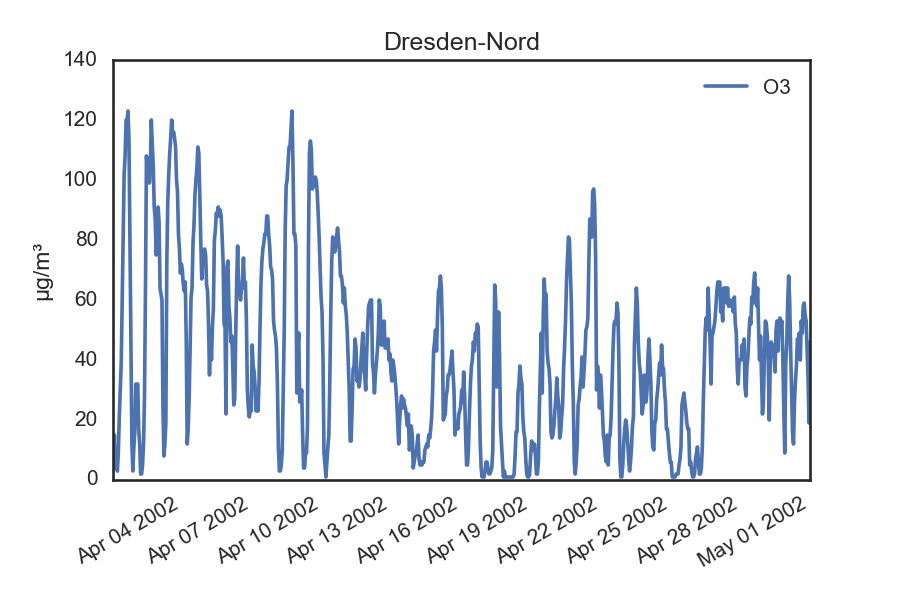 Dresden-Nord
O3
µg/m³
140
120
100
80
60
40
20
0
Apr 04 2002
Apr 07 2002
Apr 10 2002
Apr 13 2002
Apr 16 2002
Apr 19 2002
Apr 22 2002
Apr 25 2002
Apr 28 2002
May 01 2002